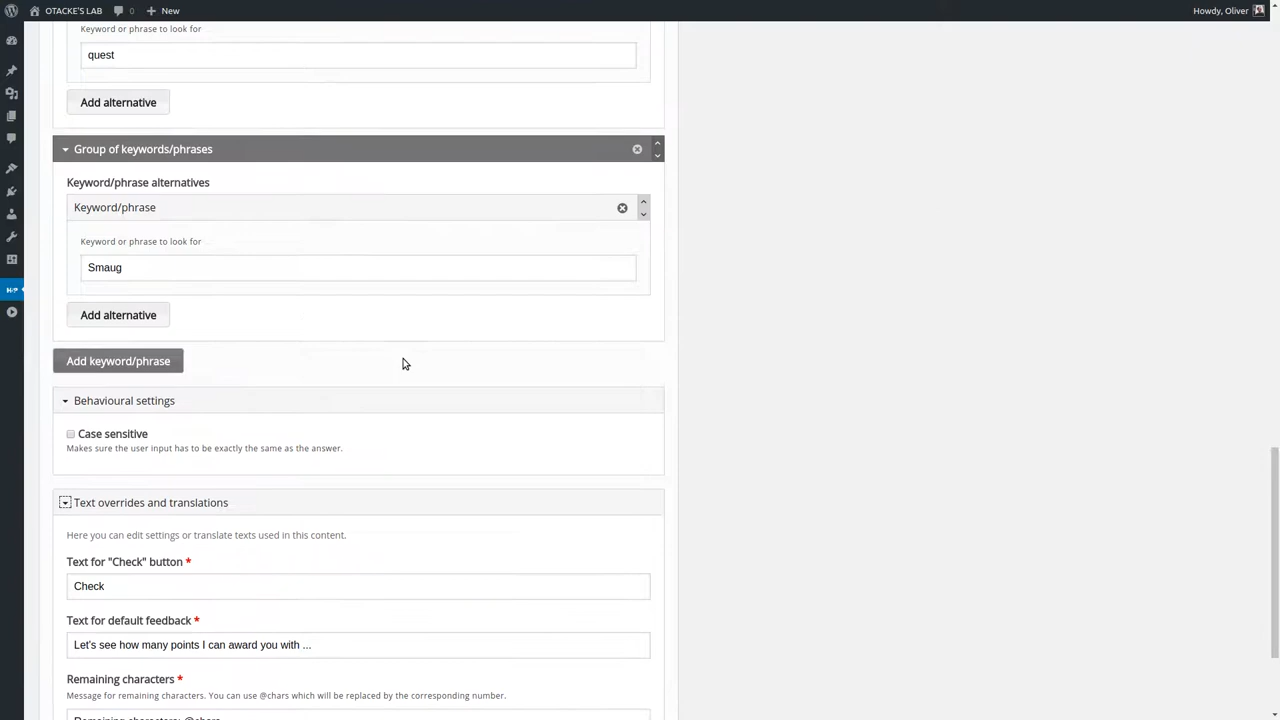 OTACKE'S LAB 0 New Howdy, Oliver
Keyword or phrase to look for
quest
Add alternative
Group of keywords/phrases
Keyword/phrase alternatives
Keyword/phrase
Keyword or phrase to look for
Smaug
Add alternative
Add keyword/phrase
Behavioural settings
Case sensitive
Makes sure the user input has to be exactly the same as the answer.
Text overrides and translations
Here you can edit settings or translate texts used in this content.
Text for "Check" button *
Check
Text for default feedback *
Let's see how many points I can award you with ...
Remaining characters *
Message for remaining characters. You can use @chars which will be replaced by the corresponding number.
Remaining characters: @chars